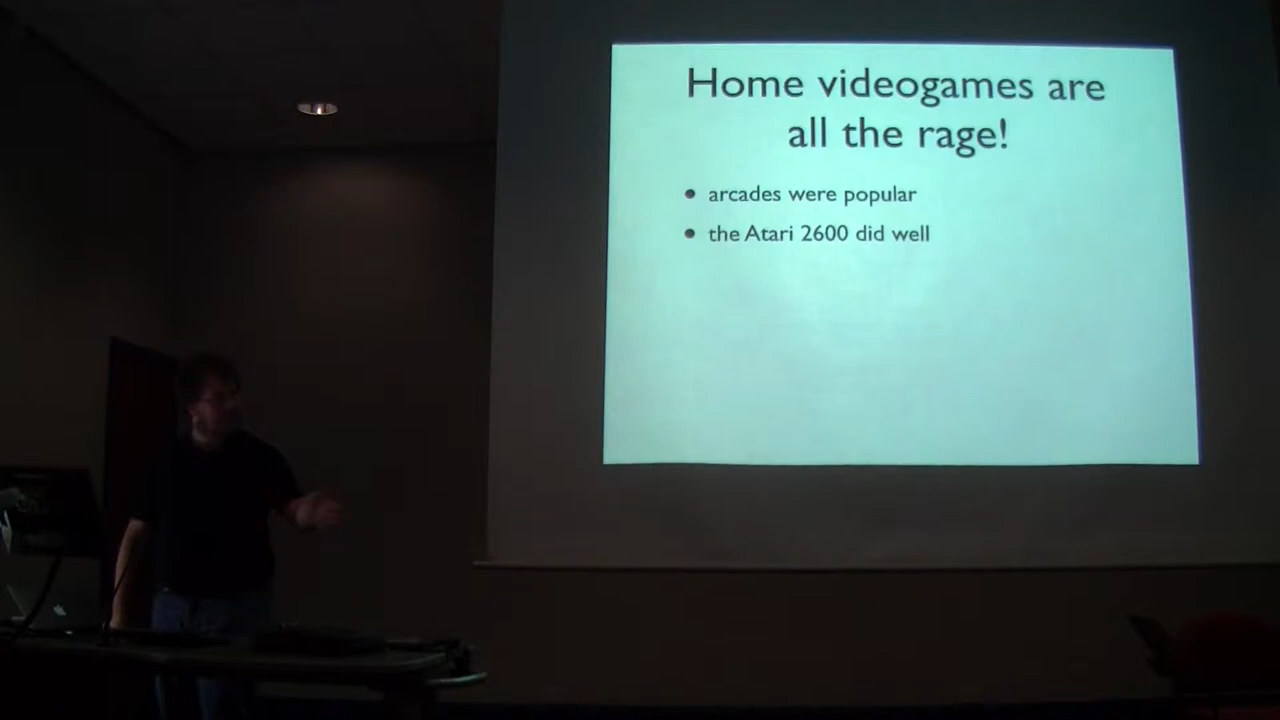 Home videogames are
all the rage!
• arcades were popular
• the Atari 2600 did well